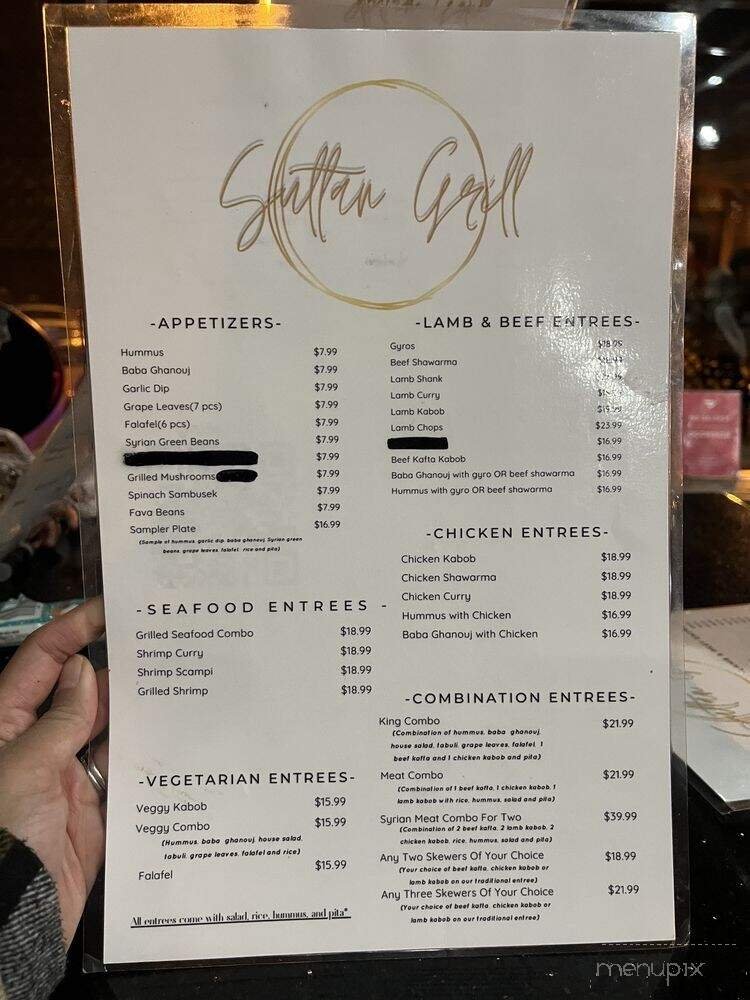 Sultan Grill
-APPETIZERS-
Hummus $7.99
Baba Ghanouj $7.99
Garlic Dip $7.99
Grape Leaves(7 pcs) $7.99
Falafel(6 pcs) $7.99
Syrian Green Beans $7.99
$7.99
Grilled Mushrooms $7.99
Spinach Sambusek $7.99
Fava Beans $7.99
Sampler Plate $16.99
(Sample of hummus, garlic dip, baba ghanouj, Syrian green
beans, grape leaves, falafel, rice and pita)
-SEAFOOD ENTREES -
Grilled Seafood Combo $18.99
Shrimp Curry $18.99
Shrimp Scampi $18.99
Grilled Shrimp $18.99
-VEGETARIAN ENTREES-
Veggy Kabob $15.99
Veggy Combo $15.99
(Hummus, baba ghanouj, house salad,
tabuli, grape leaves, falafel and rice)
Falafel $15.99
All entrees come with salad, rice, hummus, and pita*
-LAMB & BEEF ENTREES-
Gyros $18.99
Beef Shawarma
Lamb Shank
Lamb Curry
Lamb Kabob $19.99
Lamb Chops $23.99
$16.99
Beef Kafta Kabob $16.99
Baba Ghanouj with gyro OR beef shawarma $16.99
Hummus with gyro OR beef shawarma $16.99
-CHICKEN ENTREES-
Chicken Kabob $18.99
Chicken Shawarma $18.99
Chicken Curry $18.99
Hummus with Chicken $16.99
Baba Ghanouj with Chicken $16.99
-COMBINATION ENTREES-
King Combo $21.99
(Combination of hummus, baba ghanouj,
house salad, tabuli, grape leaves, falafel, 1
beef kafta and 1 chicken kabob and pita)
Meat Combo $21.99
(Combination of 1 beef kafta, 1 chicken kabob, 1
lamb kabob with rice, hummus, salad and pita)
Syrian Meat Combo For Two $39.99
(Combination of 2 beef kafta, 2 lamb kabob, 2
chicken kabob, rice, hummus, salad and pita)
Any Two Skewers Of Your Choice $18.99
(Your choice of beef kafta, chicken kabob or
lamb kabob on our traditional entree)
Any Three Skewers Of Your Choice $21.99
(Your choice of beef kafta, chicken kabob or
lamb kabob on our traditional entree)
menupix